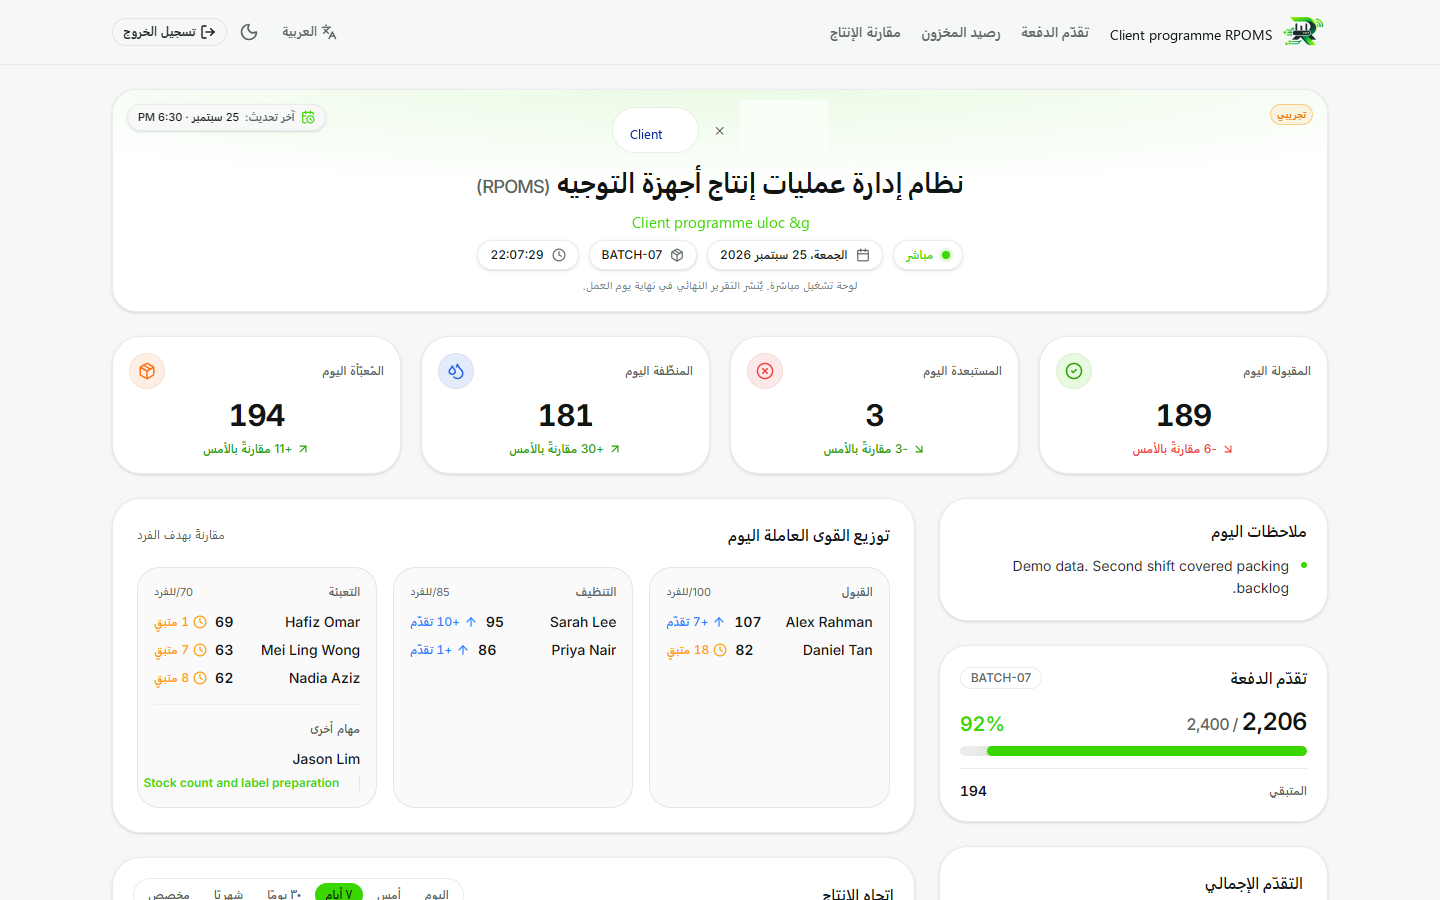 Client programme RPOMS
تقدّم الدفعة
رصيد المخزون
مقارنة الإنتاج
العربية
تسجيل الخروج
تجريبي
Client
×
آخر تحديث: 25 سبتمبر · 6:30 PM
نظام إدارة عمليات إنتاج أجهزة التوجيه (RPOMS)
Client programme uloc &g
مباشر
الجمعة، 25 سبتمبر 2026
BATCH-07
22:07:29
لوحة تشغيل مباشرة. يُنشر التقرير النهائي في نهاية يوم العمل.
المقبولة اليوم
189
-6 مقارنةً بالأمس
المستبعدة اليوم
3
-3 مقارنةً بالأمس
المنظّفة اليوم
181
+30 مقارنةً بالأمس
المُعبّأة اليوم
194
+11 مقارنةً بالأمس
ملاحظات اليوم
Demo data. Second shift covered packing
backlog.
تقدّم الدفعة
BATCH-07
2,206 / 2,400
92%
المتبقي
194
التقدّم الإجمالي
توزيع القوى العاملة اليوم
مقارنةً بهدف الفرد
القبول
100/للفرد
Alex Rahman 107 +7 تقدّم
Daniel Tan 82 18 متبقٍ
التنظيف
85/للفرد
Sarah Lee 95 +10 تقدّم
Priya Nair 86 +1 تقدّم
التعبئة
70/للفرد
Hafiz Omar 69 1 متبقٍ
Mei Ling Wong 63 7 متبقٍ
Nadia Aziz 62 8 متبقٍ
مهام أخرى
Jason Lim
Stock count and label preparation
اتجاه الإنتاج
اليوم
أمس
٧ أيام
٣٠ يومًا
شهريًا
مخصص